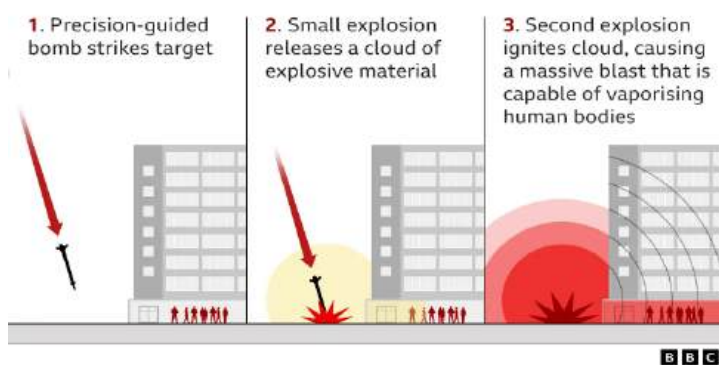 1. Precision-guided
bomb strikes target
2. Small explosion
releases a cloud of
explosive material
3. Second explosion
ignites cloud, causing
a massive blast that is
capable of vaporising
human bodies
BBC